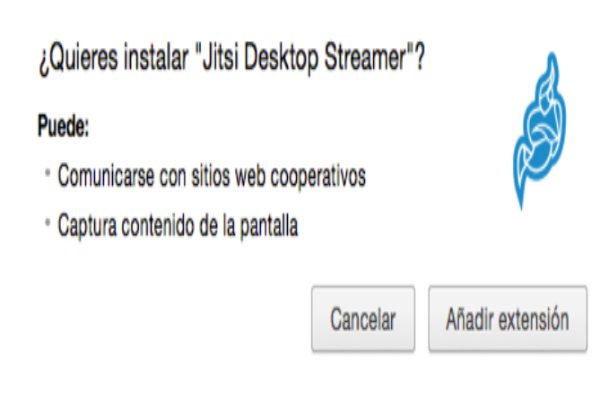 ¿Quieres instalar "Jitsi Desktop Streamer"?
Puede:
• Comunicarse con sitios web cooperativos
• Captura contenido de la pantalla
Cancelar
Añadir extensión